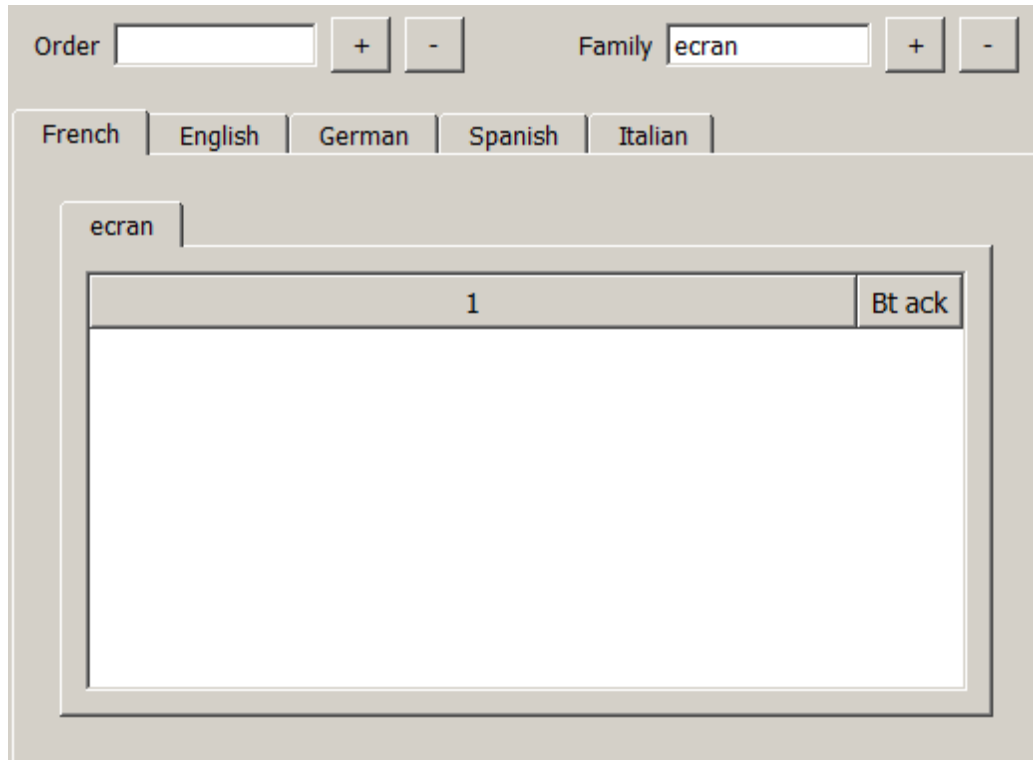 Order + - Family ecran + -
French English German Spanish Italian
ecran
1 Bt ack